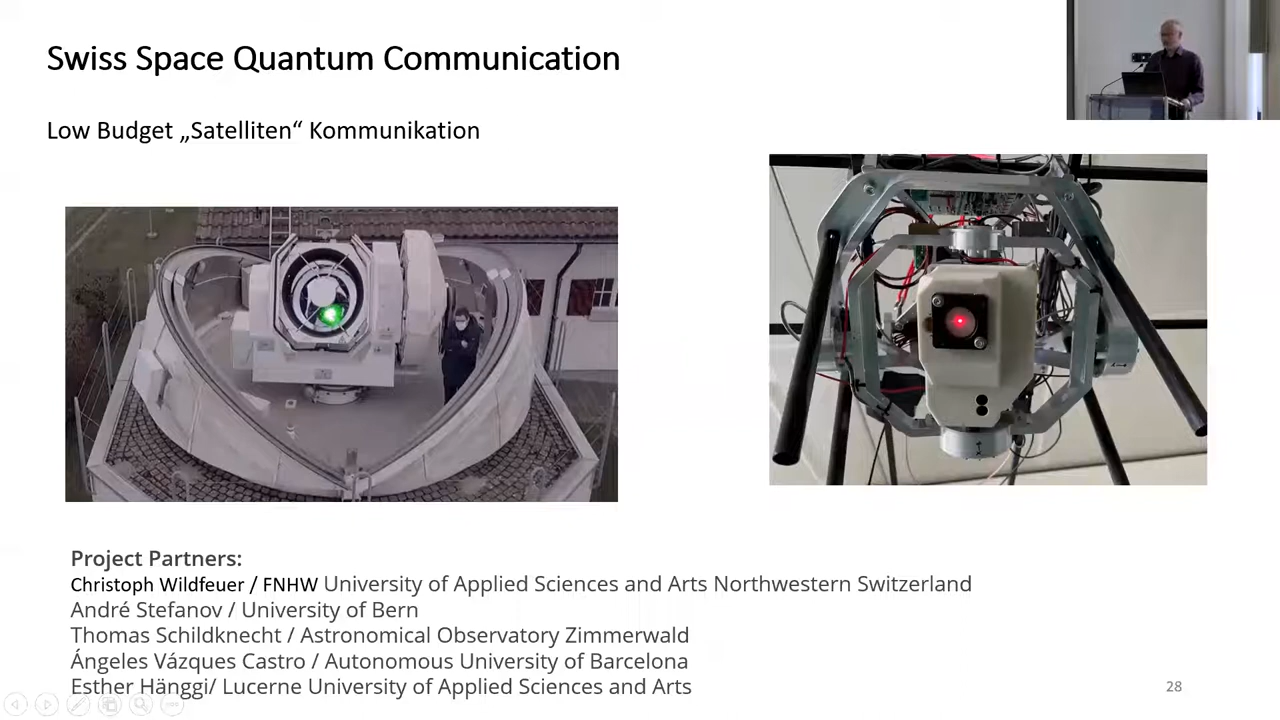 Swiss Space Quantum Communication
Low Budget „Satelliten“ Kommunikation
Project Partners:
Christoph Wildfeuer / FNHW University of Applied Sciences and Arts Northwestern Switzerland
André Stefanov / University of Bern
Thomas Schildknecht / Astronomical Observatory Zimmerwald
Ángeles Vázques Castro / Autonomous University of Barcelona
Esther Hänggi/ Lucerne University of Applied Sciences and Arts
28